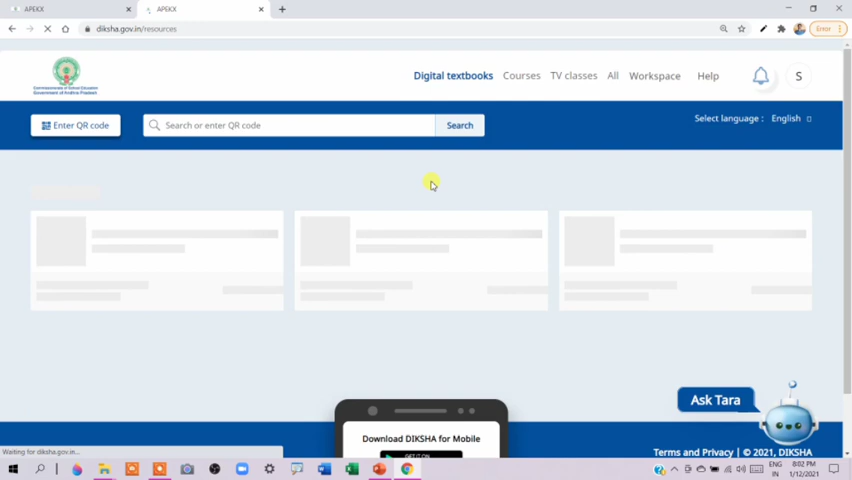 APEKX
APEKX
diksha.gov.in/resources
Error
Commissionerate of School Education
Government of Andhra Pradesh
Digital textbooks Courses TV classes All Workspace Help S
Enter QR code
Search or enter QR code
Search
Select language : English
Ask Tara
Download DIKSHA for Mobile
GET IT ON
Terms and Privacy | © 2021, DIKSHA
Waiting for diksha.gov.in...
ENG
IN
8:02 PM
1/12/2021